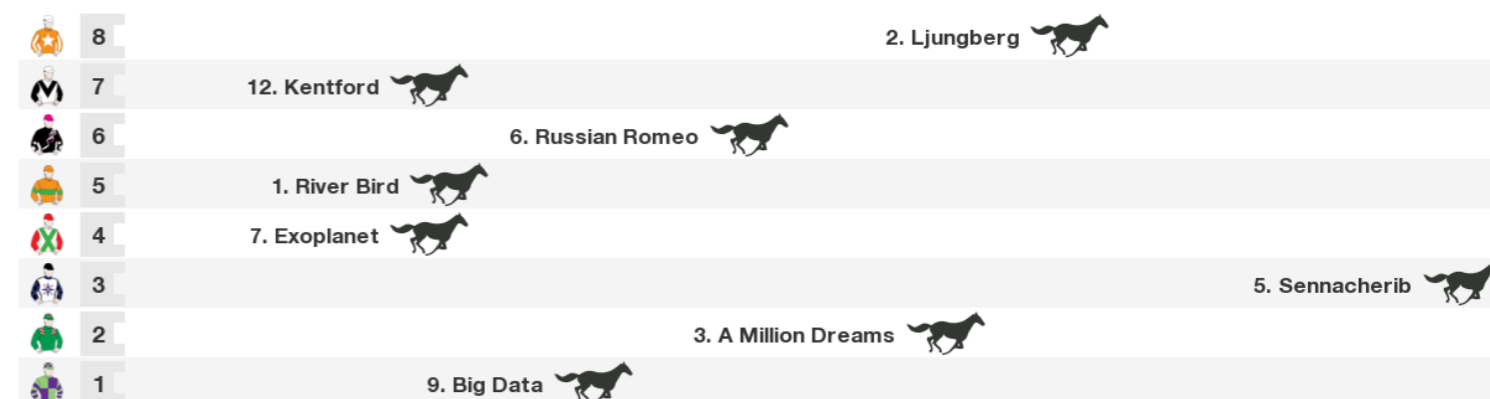 8 2. Ljungberg
7 12. Kentford
6 6. Russian Romeo
5 1. River Bird
4 7. Exoplanet
3 5. Sennacherib
2 3. A Million Dreams
1 9. Big Data